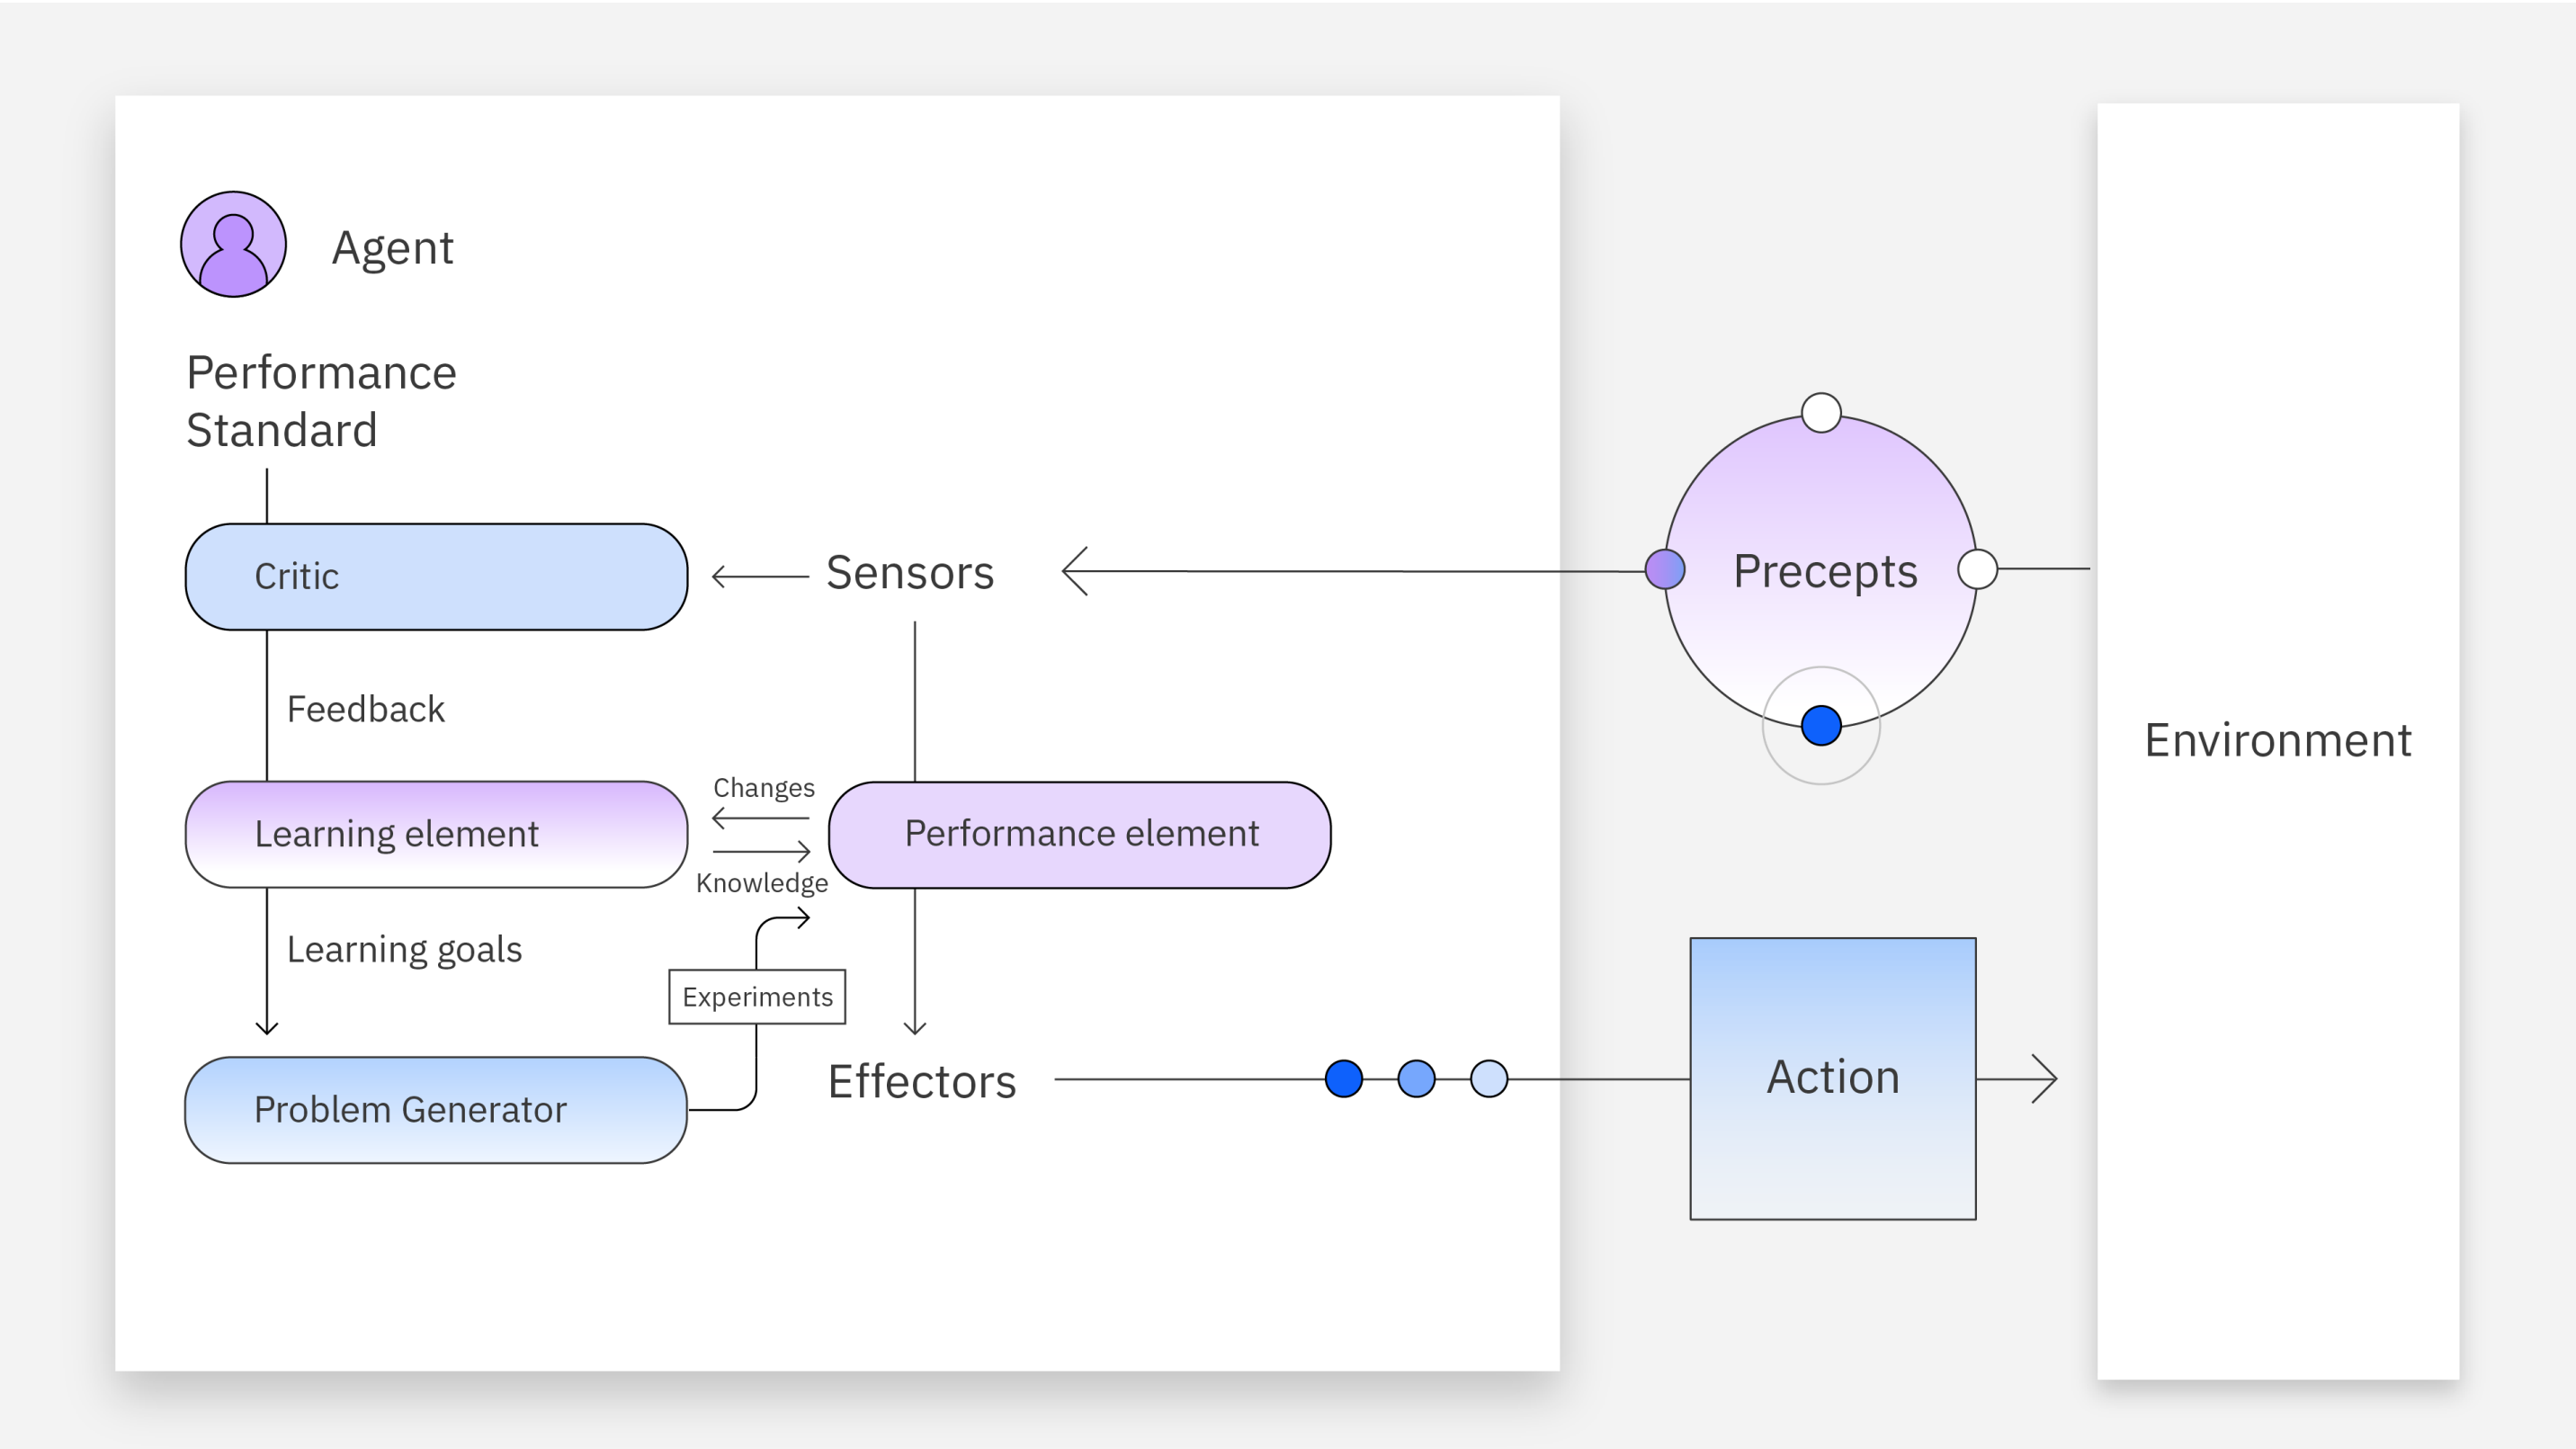 Agent
Performance
Standard
Critic
Sensors
Precepts
Feedback
Environment
Changes
Learning element
Performance element
Knowledge
Learning goals
Experiments
Effectors
Action
Problem Generator